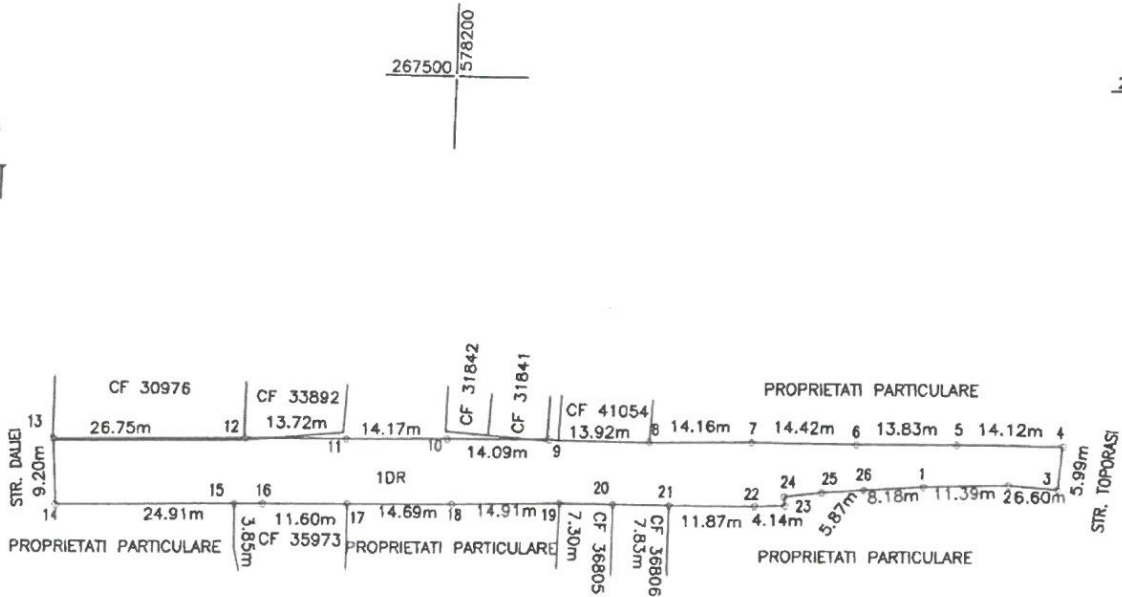 267500
578200
CF 30976
CF 33892
CF 31842
CF 31841
CF 41054
PROPRIETATI PARTICULARE
13
26.75m
12
13.72m
11
14.17m
10
14.09m
9
13.92m
8
14.16m
7
14.42m
6
13.83m
5
14.12m
4
STR. DALIEI
9.20m
1DR
5.99m
STR. TOPORASI
14
24.91m
15
16
3.85m
11.60m
17
14.69m
18
14.91m
19
7.30m
20
CF 36805
21
7.83m
CF 36806
11.87m
22
4.14m
23
24
25
5.87m
26
8.18m
1
11.39m
26.60m
3
PROPRIETATI PARTICULARE
CF 35973
PROPRIETATI PARTICULARE
PROPRIETATI PARTICULARE